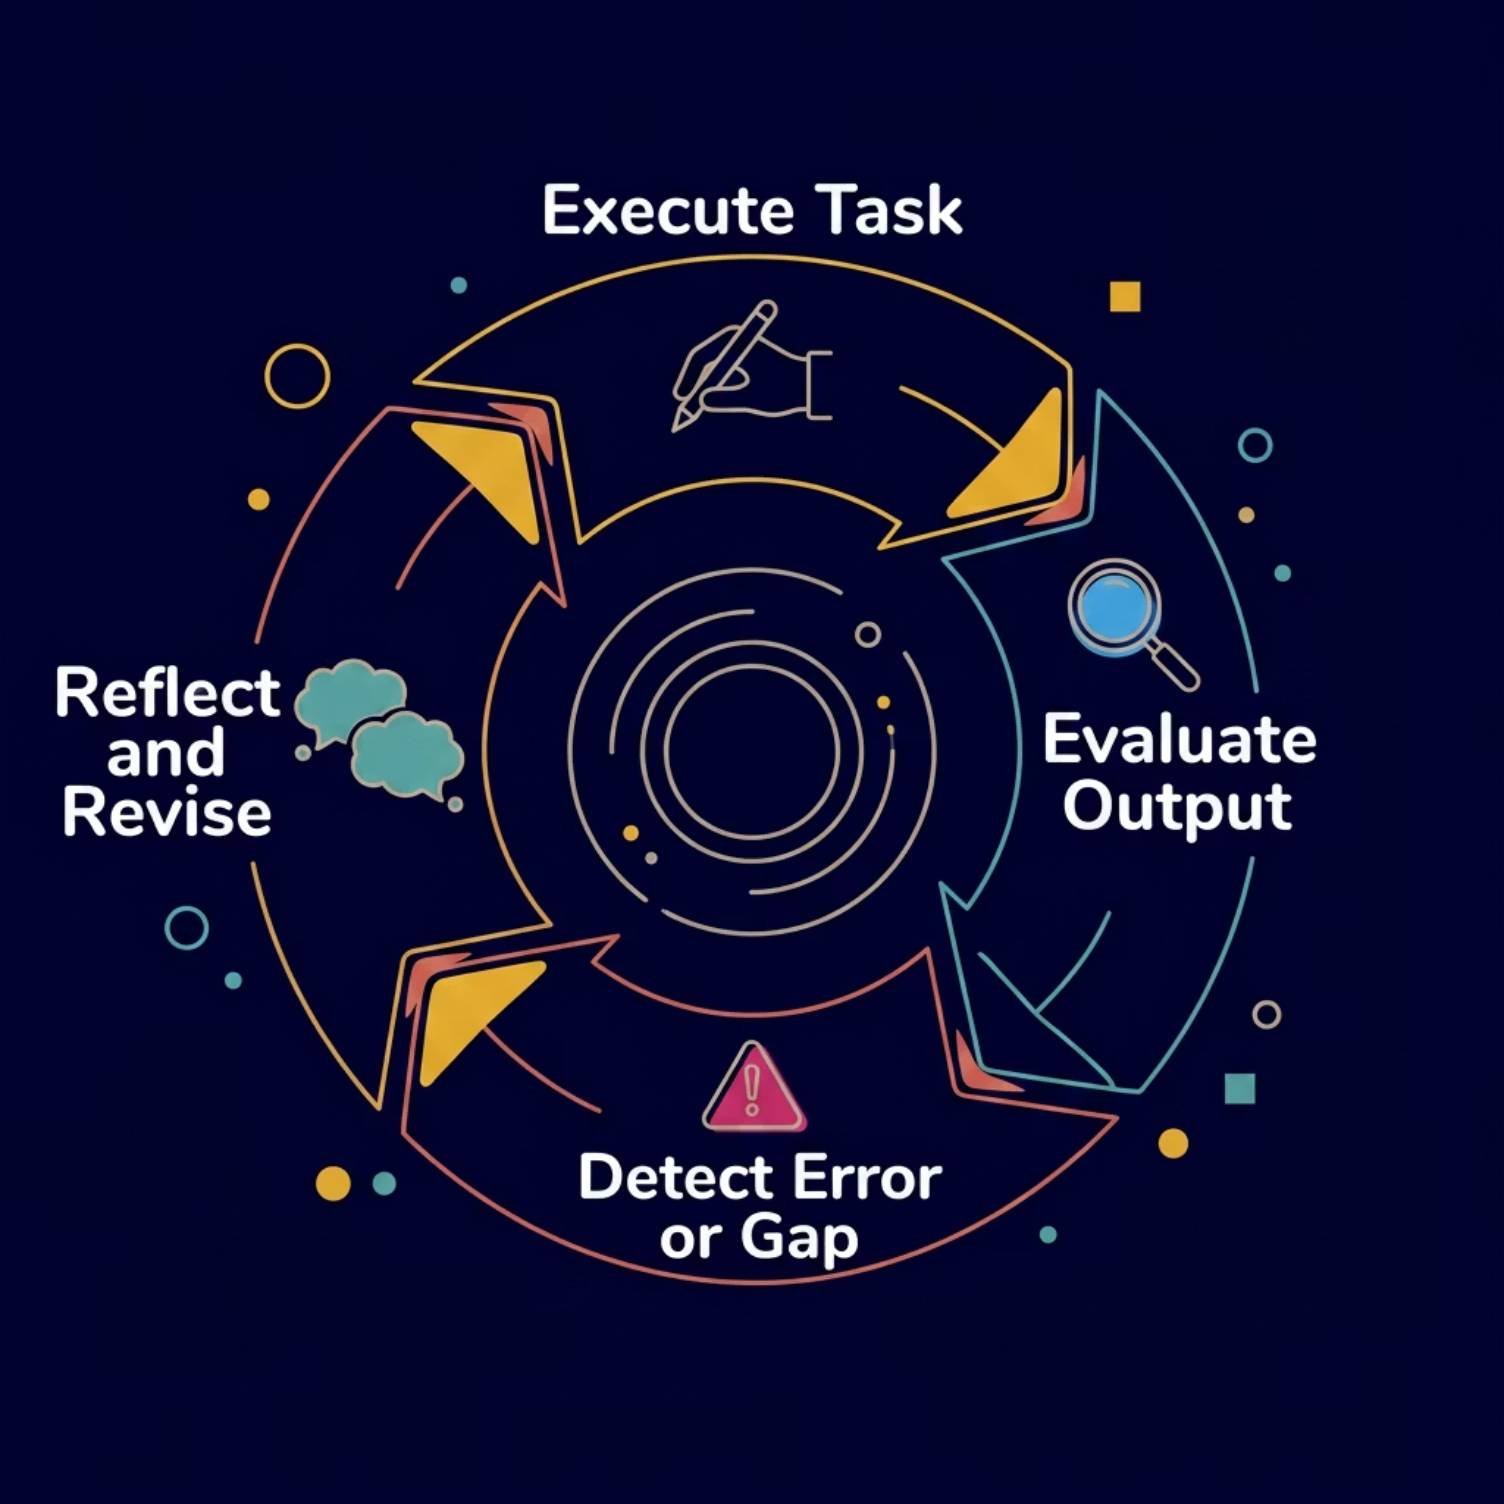 Execute Task
Evaluate
Output
Detect Error
or Gap
Reflect
and
Revise